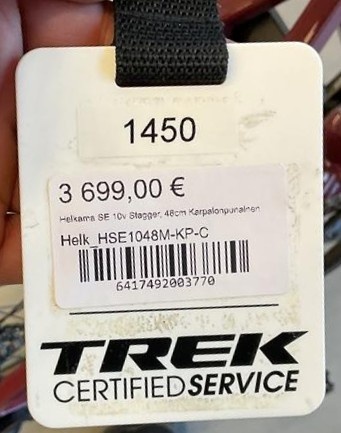 1450
3 699,00 €
Helkama SE 10v Stagger, 48cm Karpalonpunainen
Helk_HSE1048M-KP-C
6417492003770
TREK
CERTIFIED SERVICE